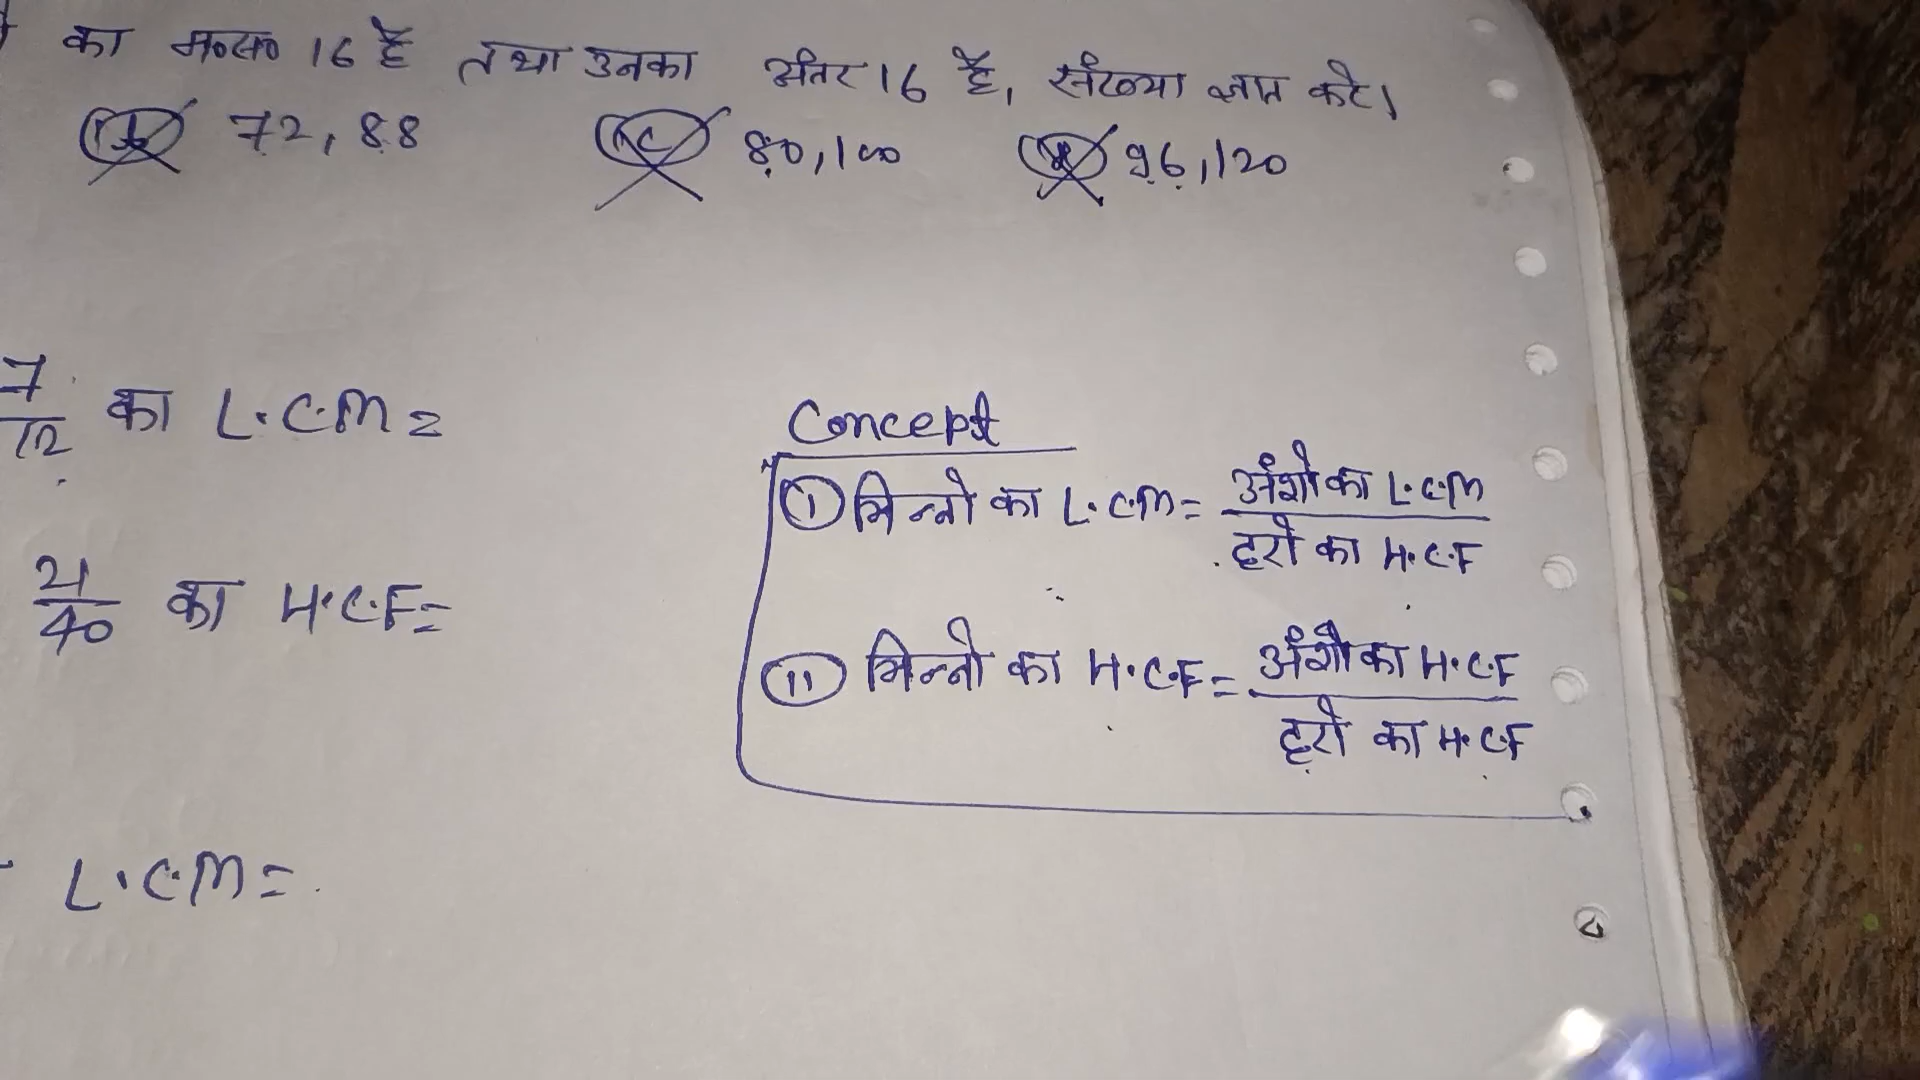 का म०स० 16 है तथा उनका अंतर 16 है, संख्या ज्ञात करे।
72, 88 80, 100 96, 120
7/12 का L.C.M =
Concept
(I) भिन्नो का L.C.M = अंशो का L.C.M / हरो का H.C.F
21/40 का H.C.F =
(II) भिन्नो का H.C.F = अंशो का H.C.F / हरो का H.C.F
L.C.M =